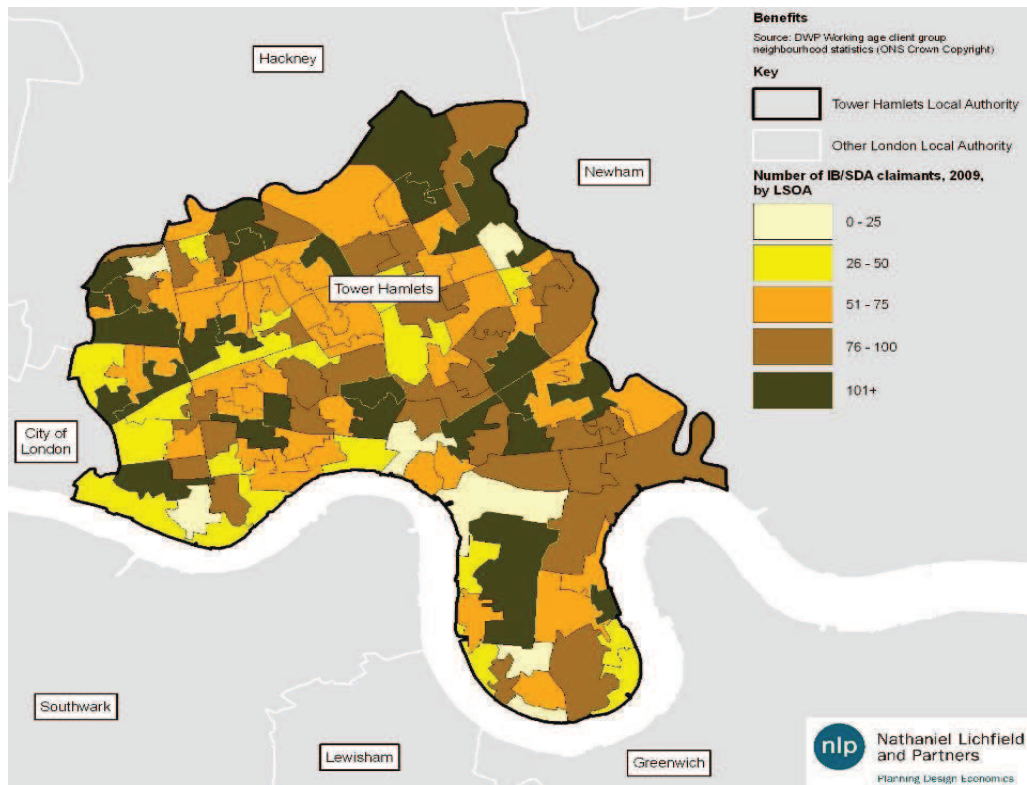 Benefits
Source: DWP Working age client group
neighbourhood statistics (ONS Crown Copyright)
Key
Tower Hamlets Local Authority
Other London Local Authority
Number of IB/SDA claimants, 2009,
by LSOA
0 - 25
26 - 50
51 - 75
76 - 100
101+
Hackney
Newham
Tower Hamlets
City of
London
Southwark
Lewisham
Greenwich
nlp
Nathaniel Lichfield
and Partners
Planning Design Economics